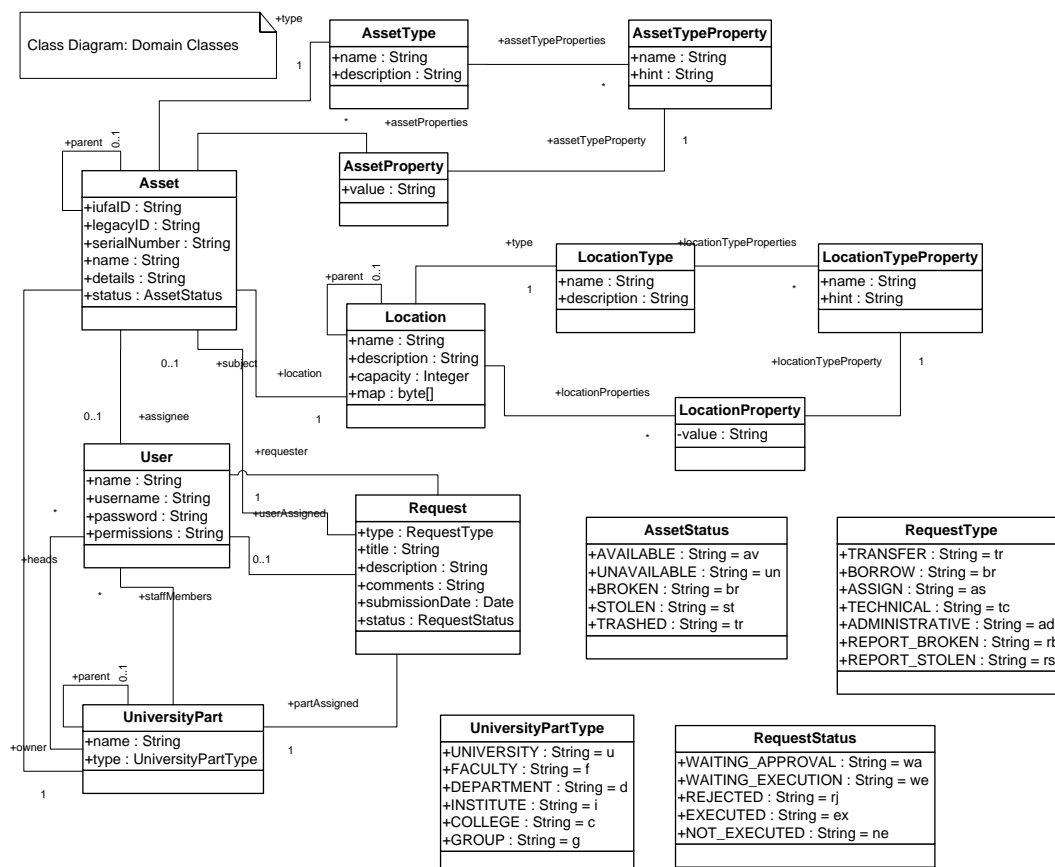 Class Diagram: Domain Classes
+type
1
AssetType
+name : String
+description : String
+assetTypeProperties
*
AssetTypeProperty
+name : String
+hint : String
*
+assetProperties
+assetTypeProperty
1
AssetProperty
+value : String
+parent
0..1
Asset
+iufaID : String
+legacyID : String
+serialNumber : String
+name : String
+details : String
+status : AssetStatus
+type
1
LocationType
+name : String
+description : String
+locationTypeProperties
*
LocationTypeProperty
+name : String
+hint : String
+parent
0..1
Location
+name : String
+description : String
+capacity : Integer
+map : byte[]
+locationTypeProperty
1
+locationProperties
*
LocationProperty
-value : String
0..1
+subject
+location
1
0..1
+assignee
User
+name : String
+username : String
+password : String
+permissions : String
+requester
1
+userAssigned
0..1
Request
+type : RequestType
+title : String
+description : String
+comments : String
+submissionDate : Date
+status : RequestStatus
AssetStatus
+AVAILABLE : String = av
+UNAVAILABLE : String = un
+BROKEN : String = br
+STOLEN : String = st
+TRASHED : String = tr
RequestType
+TRANSFER : String = tr
+BORROW : String = br
+ASSIGN : String = as
+TECHNICAL : String = tc
+ADMINISTRATIVE : String = ad
+REPORT_BROKEN : String = rb
+REPORT_STOLEN : String = rs
*
+heads
*
+staffMembers
+parent
0..1
UniversityPart
+name : String
+type : UniversityPartType
+owner
1
+partAssigned
1
UniversityPartType
+UNIVERSITY : String = u
+FACULTY : String = f
+DEPARTMENT : String = d
+INSTITUTE : String = i
+COLLEGE : String = c
+GROUP : String = g
RequestStatus
+WAITING_APPROVAL : String = wa
+WAITING_EXECUTION : String = we
+REJECTED : String = rj
+EXECUTED : String = ex
+NOT_EXECUTED : String = ne